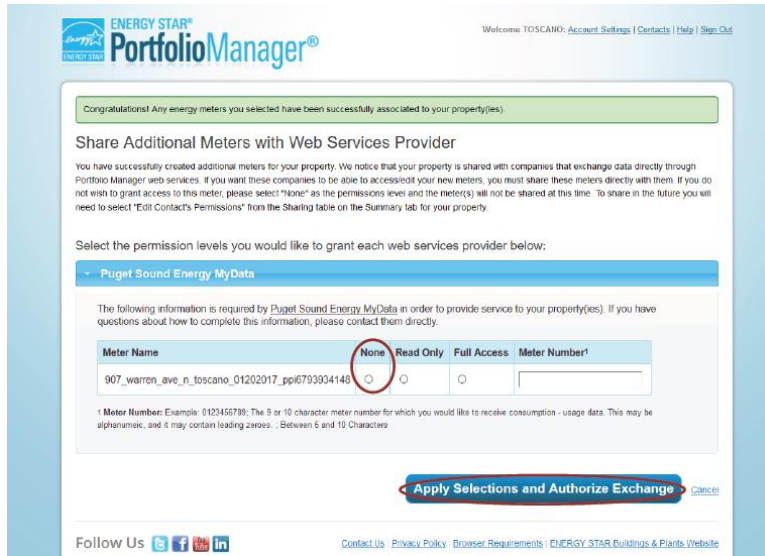 ENERGY STAR®
PortfolioManager®
ENERGY STAR
Welcome TOSCANO: Account Settings | Contacts | Help | Sign Out
Congratulations! Any energy meters you selected have been successfully associated to your property(ies).
Share Additional Meters with Web Services Provider
You have successfully created additional meters for your property. We notice that your property is shared with companies that exchange data directly through
Portfolio Manager web services. If you want these companies to be able to access/edit your new meters, you must share these meters directly with them. If you do
not wish to grant access to this meter, please select "None" as the permissions level and the meter(s) will not be shared at this time. To share in the future you will
need to select "Edit Contact's Permissions" from the Sharing table on the Summary tab for your property.
Select the permission levels you would like to grant each web services provider below:
Puget Sound Energy MyData
The following information is required by Puget Sound Energy MyData in order to provide service to your property(ies). If you have
questions about how to complete this information, please contact them directly.
Meter Name None Read Only Full Access Meter Number¹
907_warren_ave_n_toscano_01202017_ppi6793934148
¹ Meter Number: Example: 0123456789; The 9 or 10 character meter number for which you would like to receive consumption - usage data. This may be
alphanumeic, and it may contain leading zeroes. ; Between 6 and 10 Characters
Apply Selections and Authorize Exchange Cancel
Follow Us
Contact Us | Privacy Policy | Browser Requirements | ENERGY STAR Buildings & Plants Website